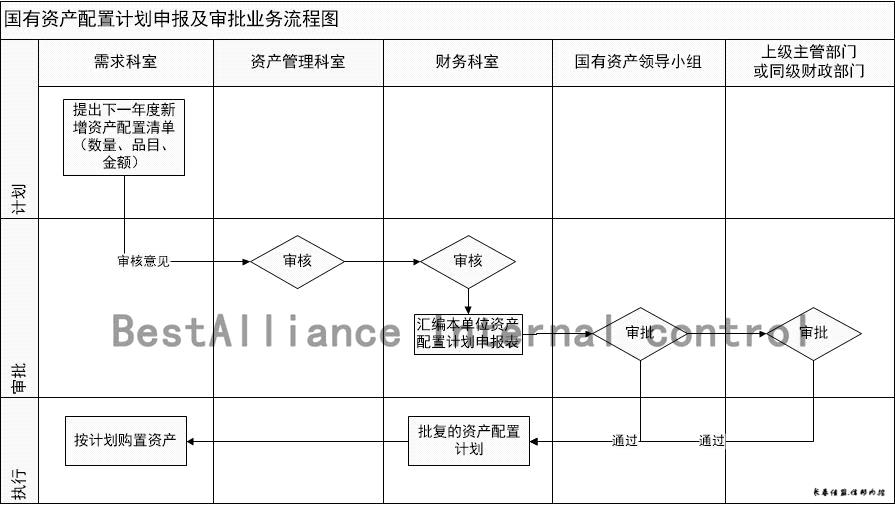 国有资产配置计划申报及审批业务流程图
需求科室
资产管理科室
财务科室
国有资产领导小组
上级主管部门
或同级财政部门
计划
提出下一年度新
增资产配置清单
（数量、品目、
金额）
审批
审核意见
审核
审核
汇编本单位资产
配置计划申报表
审批
审批
BestAlliance Internal control
执行
按计划购置资产
批复的资产配置
计划
通过
通过